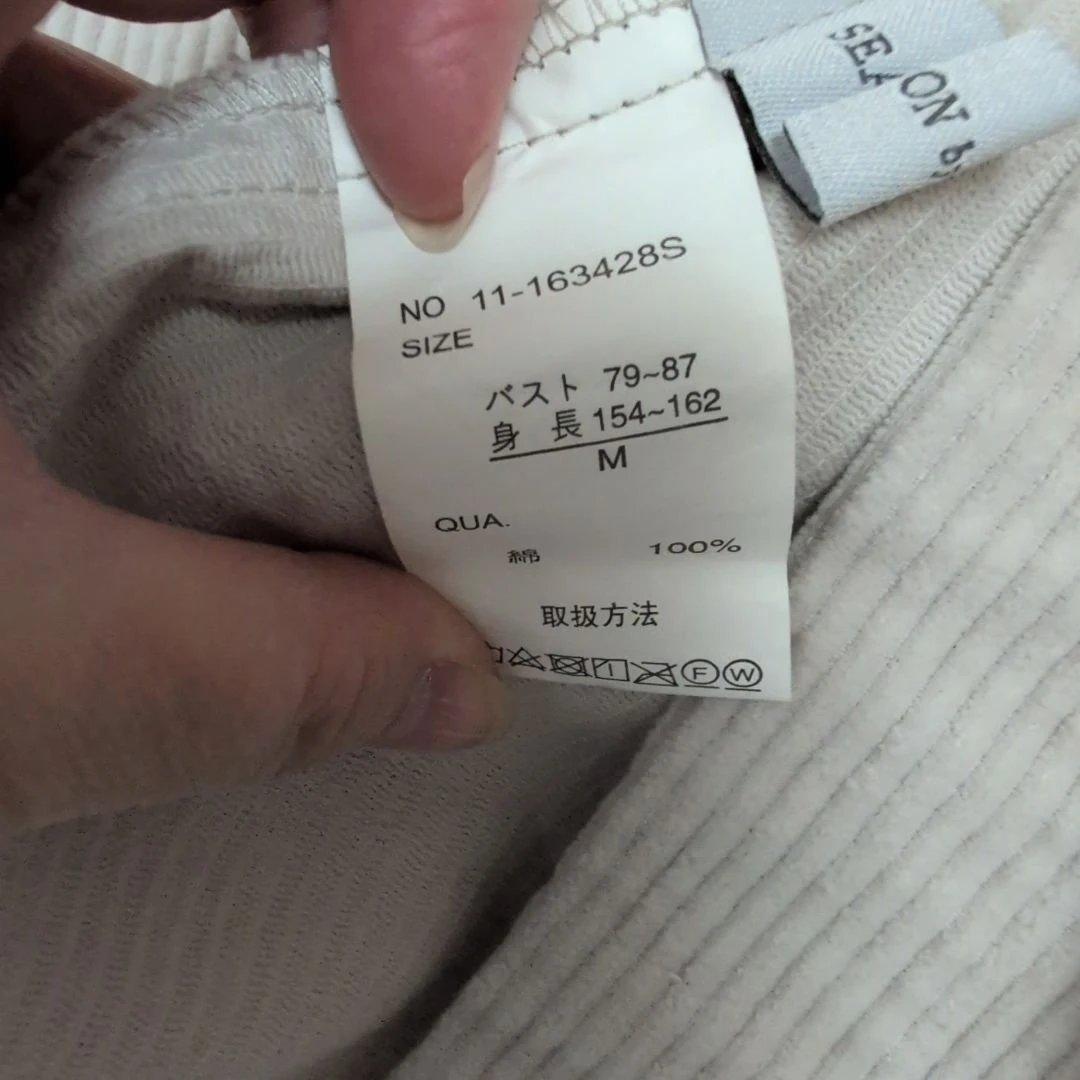 SEASON
NO 11-163428S
SIZE
バスト 79~87
身 長 154~162
M
QUA.
綿 100%
取扱方法
F W